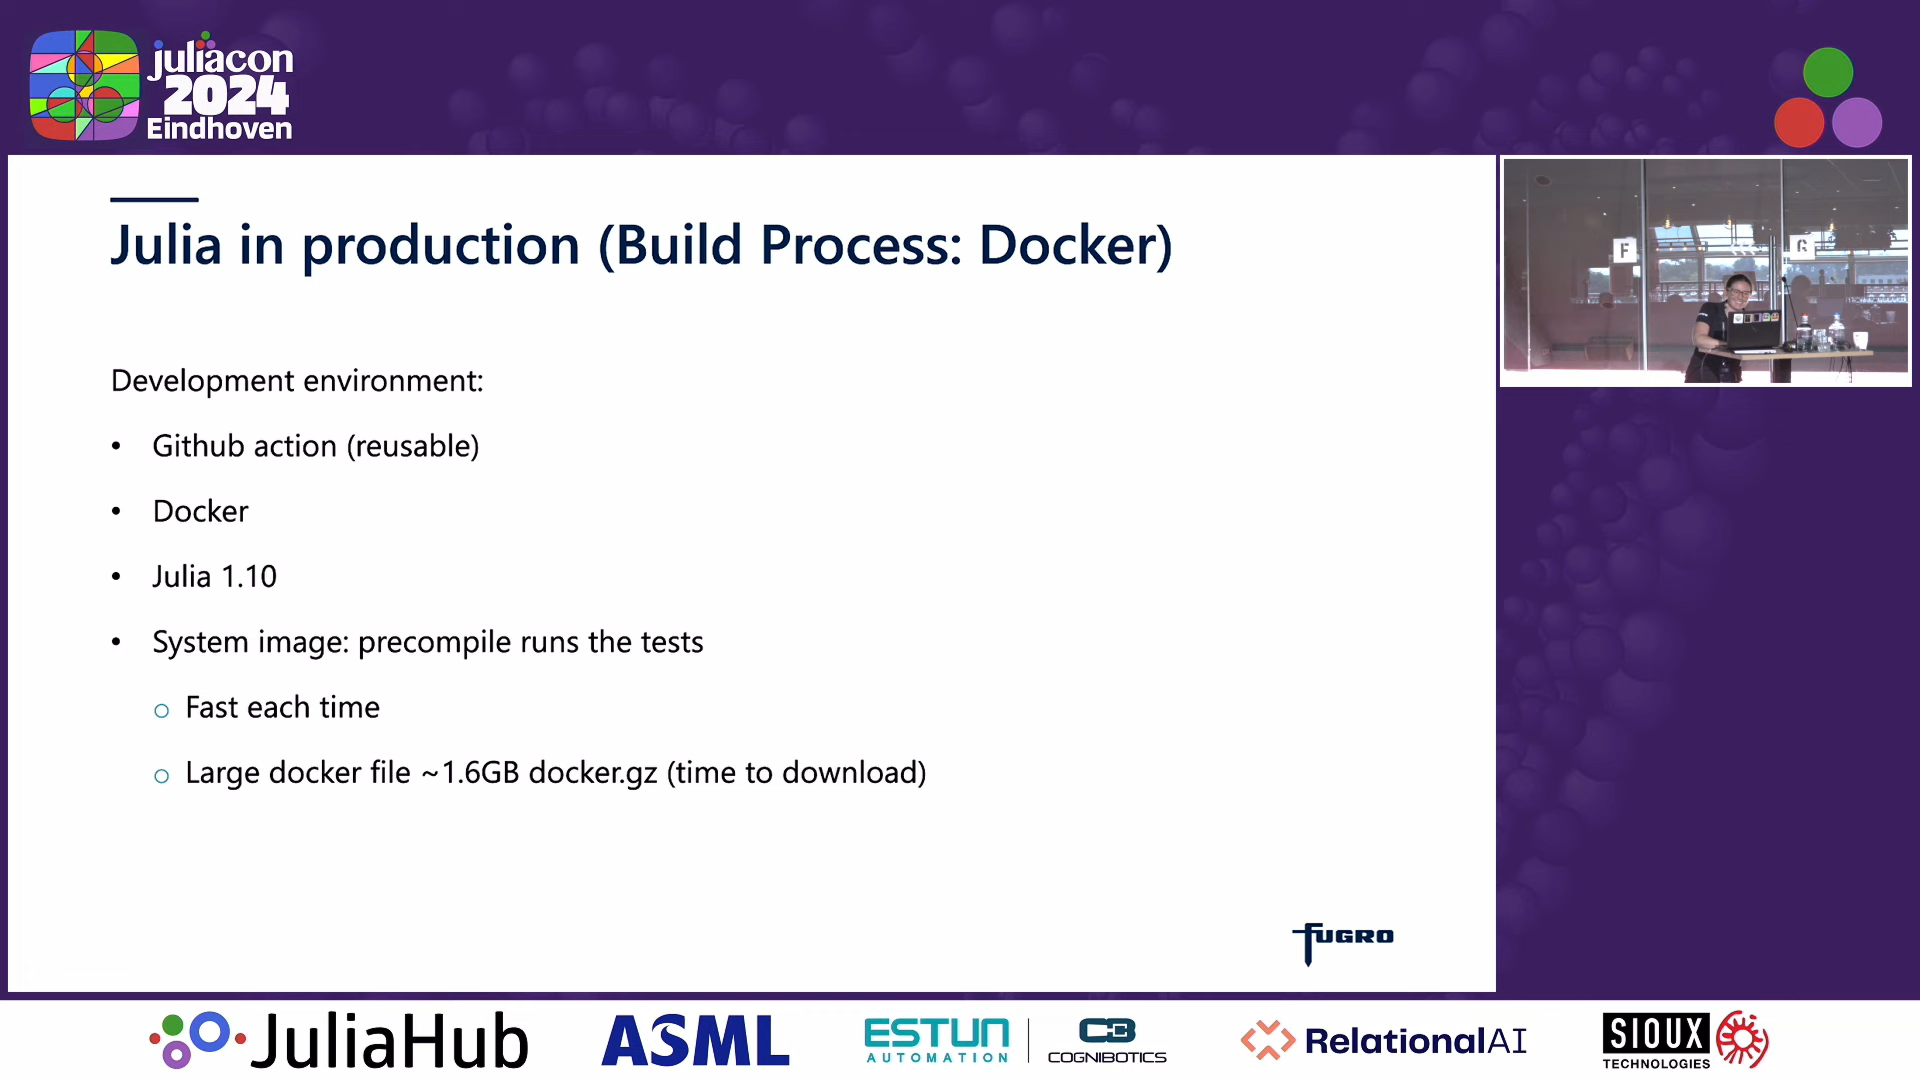 juliacon
2024
Eindhoven
Julia in production (Build Process: Docker)
Development environment:
• Github action (reusable)
• Docker
• Julia 1.10
• System image: precompile runs the tests
o Fast each time
o Large docker file ~1.6GB docker.gz (time to download)
FUGRO
F
G
JuliaHub
ASML
ESTUN
AUTOMATION
COGNIBOTICS
RelationalAI
SIOUX
TECHNOLOGIES